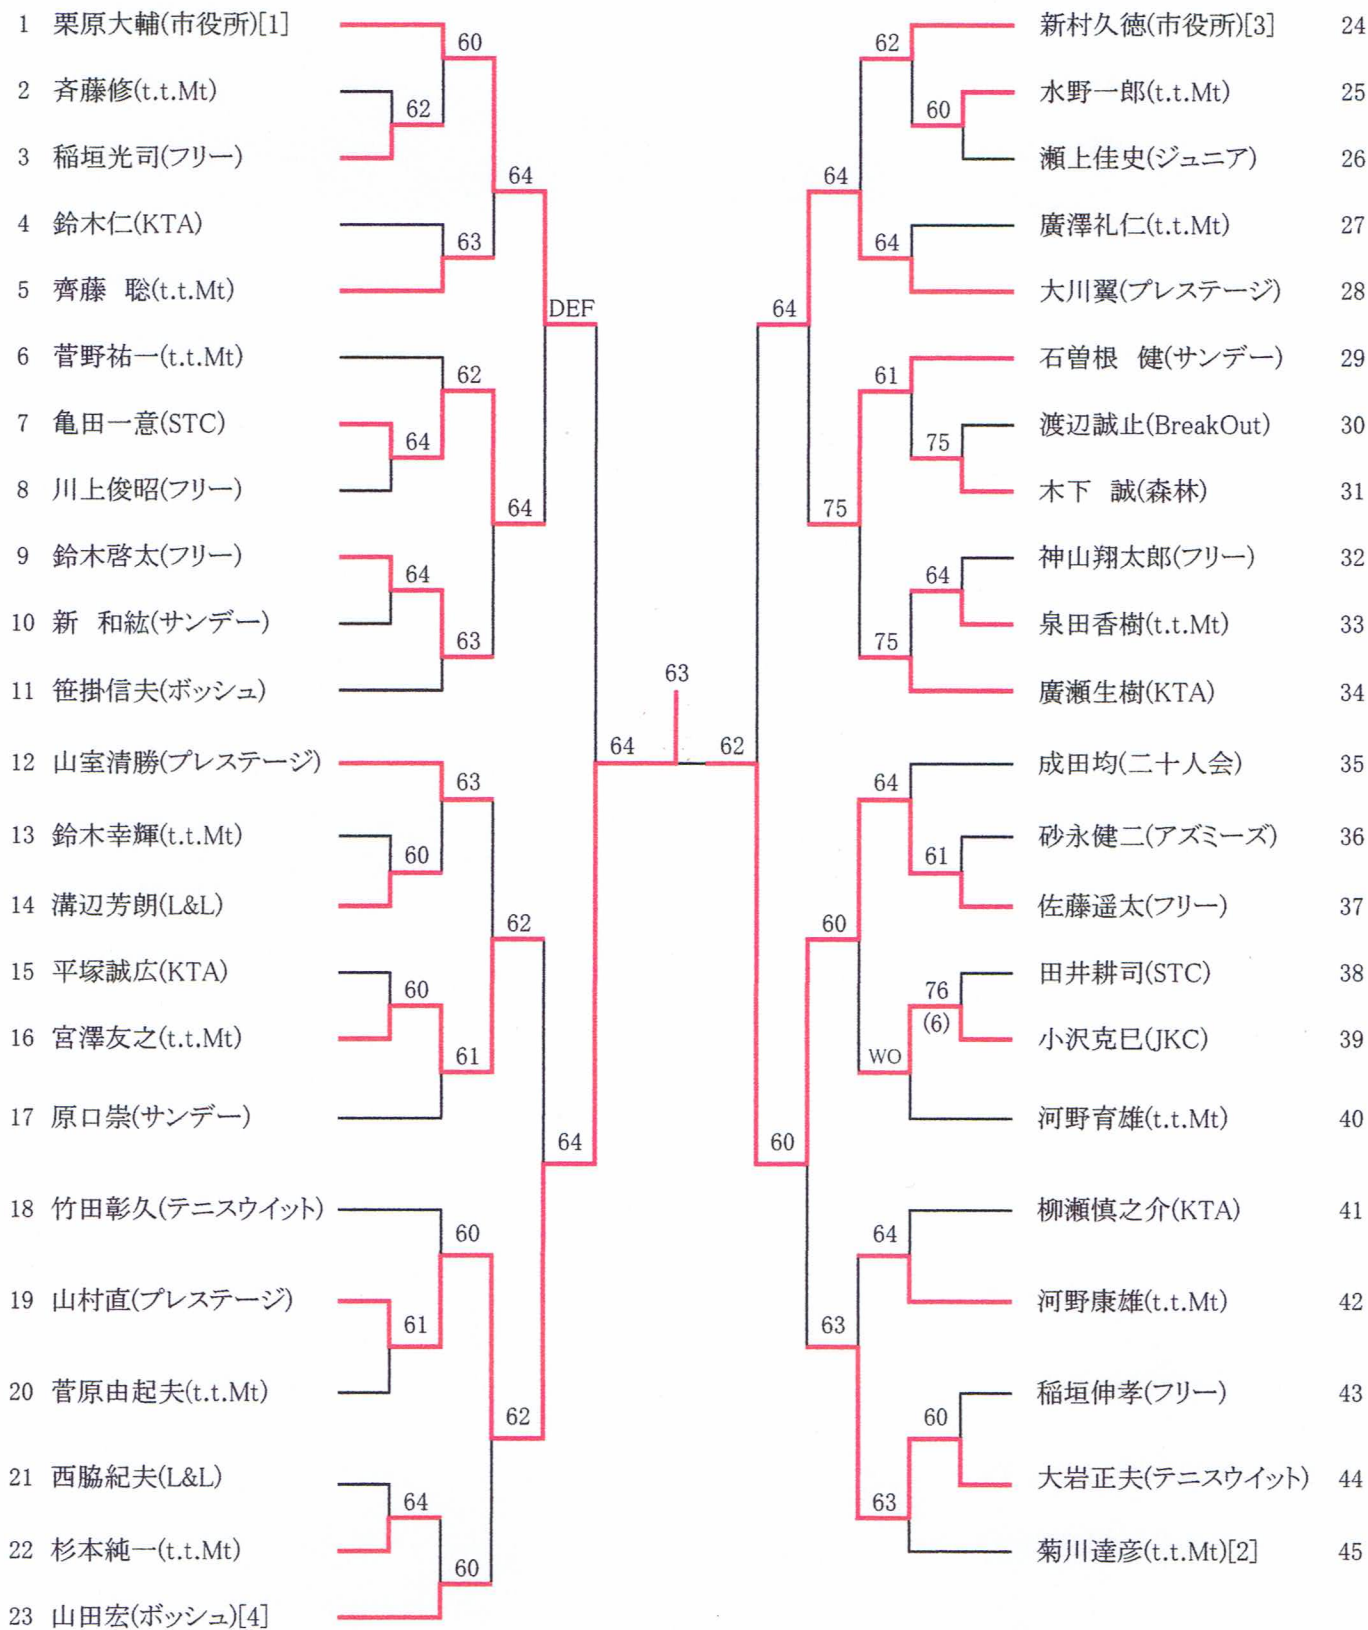 1 栗原大輔(市役所)[1]
60
2 斉藤修(t.t.Mt)
62
3 稲垣光司(フリー)
64
4 鈴木仁(KTA)
63
5 齊藤 聡(t.t.Mt)
DEF
6 菅野祐一(t.t.Mt)
62
7 亀田一意(STC)
64
8 川上俊昭(フリー)
64
9 鈴木啓太(フリー)
64
10 新 和紘(サンデー)
63
11 笹掛信夫(ボッシュ)
64
12 山室清勝(プレステージ)
63
13 鈴木幸輝(t.t.Mt)
60
14 溝辺芳朗(L&L)
62
15 平塚誠広(KTA)
60
16 宮澤友之(t.t.Mt)
61
17 原口崇(サンデー)
64
18 竹田彰久(テニスウイット)
60
19 山村直(プレステージ)
61
20 菅原由起夫(t.t.Mt)
62
21 西脇紀夫(L&L)
64
22 杉本純一(t.t.Mt)
60
23 山田宏(ボッシュ)[4]
63
新村久徳(市役所)[3] 24
62
水野一郎(t.t.Mt) 25
60
瀬上佳史(ジュニア) 26
64
廣澤礼仁(t.t.Mt) 27
64
大川翼(プレステージ) 28
64
石曽根 健(サンデー) 29
61
渡辺誠止(BreakOut) 30
75
木下 誠(森林) 31
75
神山翔太郎(フリー) 32
64
泉田香樹(t.t.Mt) 33
75
廣瀬生樹(KTA) 34
62
成田均(二十人会) 35
64
砂永健二(アズミーズ) 36
61
佐藤遥太(フリー) 37
60
田井耕司(STC) 38
76
(6)
小沢克巳(JKC) 39
WO
河野育雄(t.t.Mt) 40
60
柳瀬慎之介(KTA) 41
64
河野康雄(t.t.Mt) 42
63
稲垣伸孝(フリー) 43
60
大岩正夫(テニスウイット) 44
63
菊川達彦(t.t.Mt)[2] 45